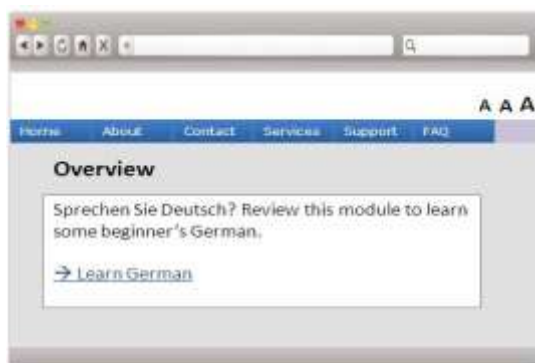 A A A
Home About Contact Services Support FAQ
Overview
Sprechen Sie Deutsch? Review this module to learn
some beginner's German.
→ Learn German